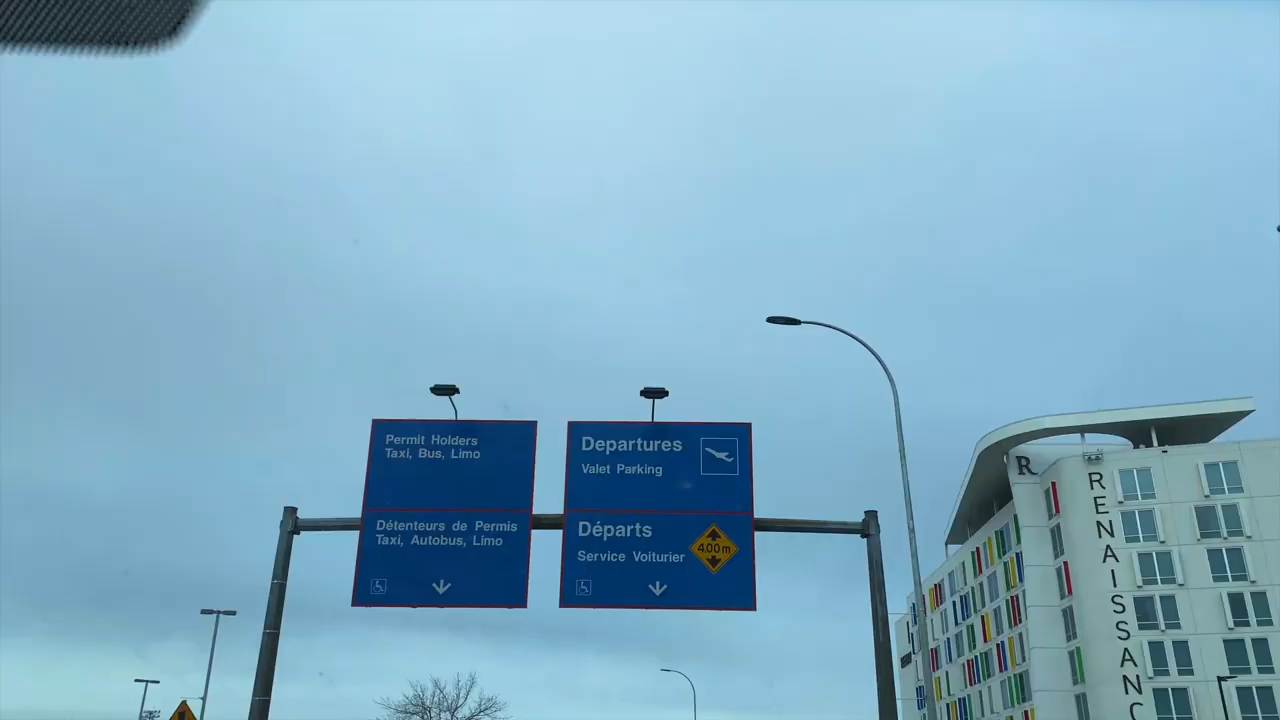 Permit Holders
Taxi, Bus, Limo
Détenteurs de Permis
Taxi, Autobus, Limo
Departures
Valet Parking
Départs
Service Voiturier
4.00 m
R
RENAISSANC